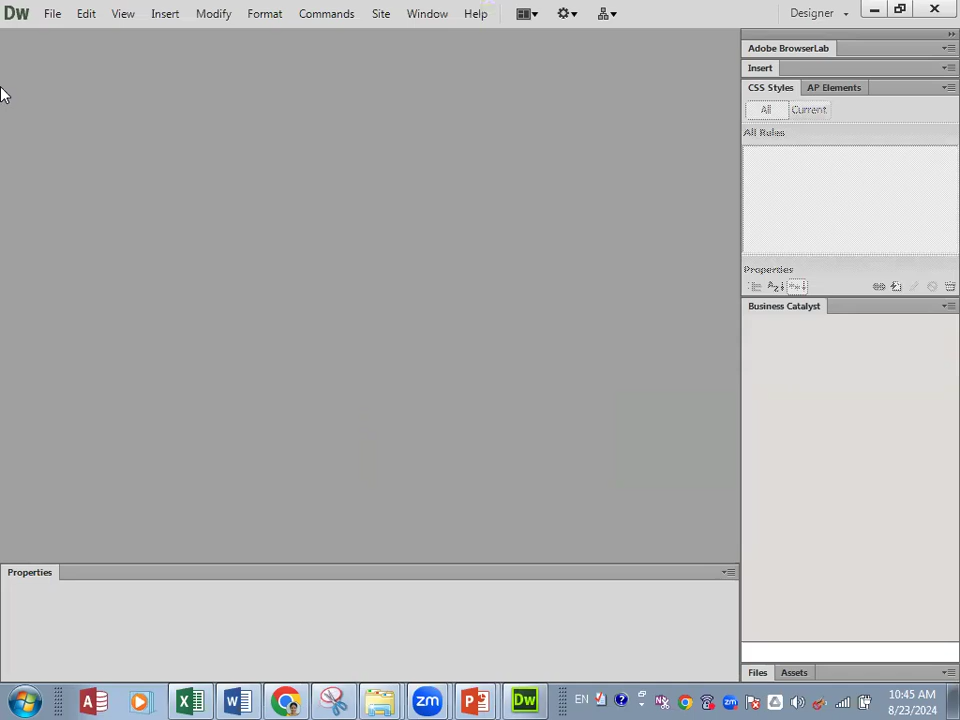 Dw File Edit View Insert Modify Format Commands Site Window Help Designer
Adobe BrowserLab
Insert
CSS Styles AP Elements
All Current
All Rules
Properties
Business Catalyst
Properties
Files Assets
EN 10:45 AM
8/23/2024